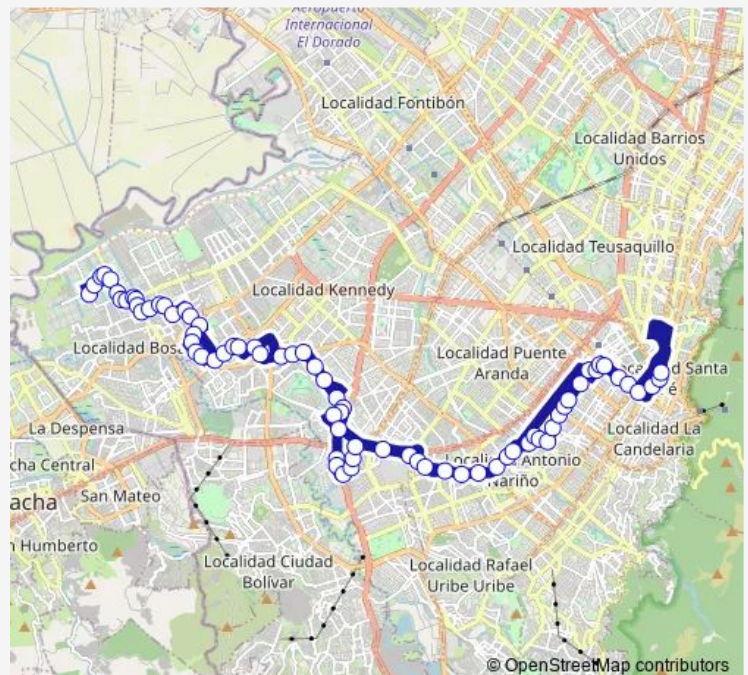 Aeropuerto
Internacional
El Dorado
Localidad Fontibón
Localidad Barrios
Unidos
Localidad Teusaquillo
Localidad Kennedy
Localidad Bos
Localidad Puente
Aranda
d Santa
é
La Despensa
Localidad La
Candelaria
cha Central
Antonio
Nariño
San Mateo
acha
n Humberto
Localidad Ciudad
Bolívar
Localidad Rafael
Uribe Uribe
© OpenStreetMap contributors